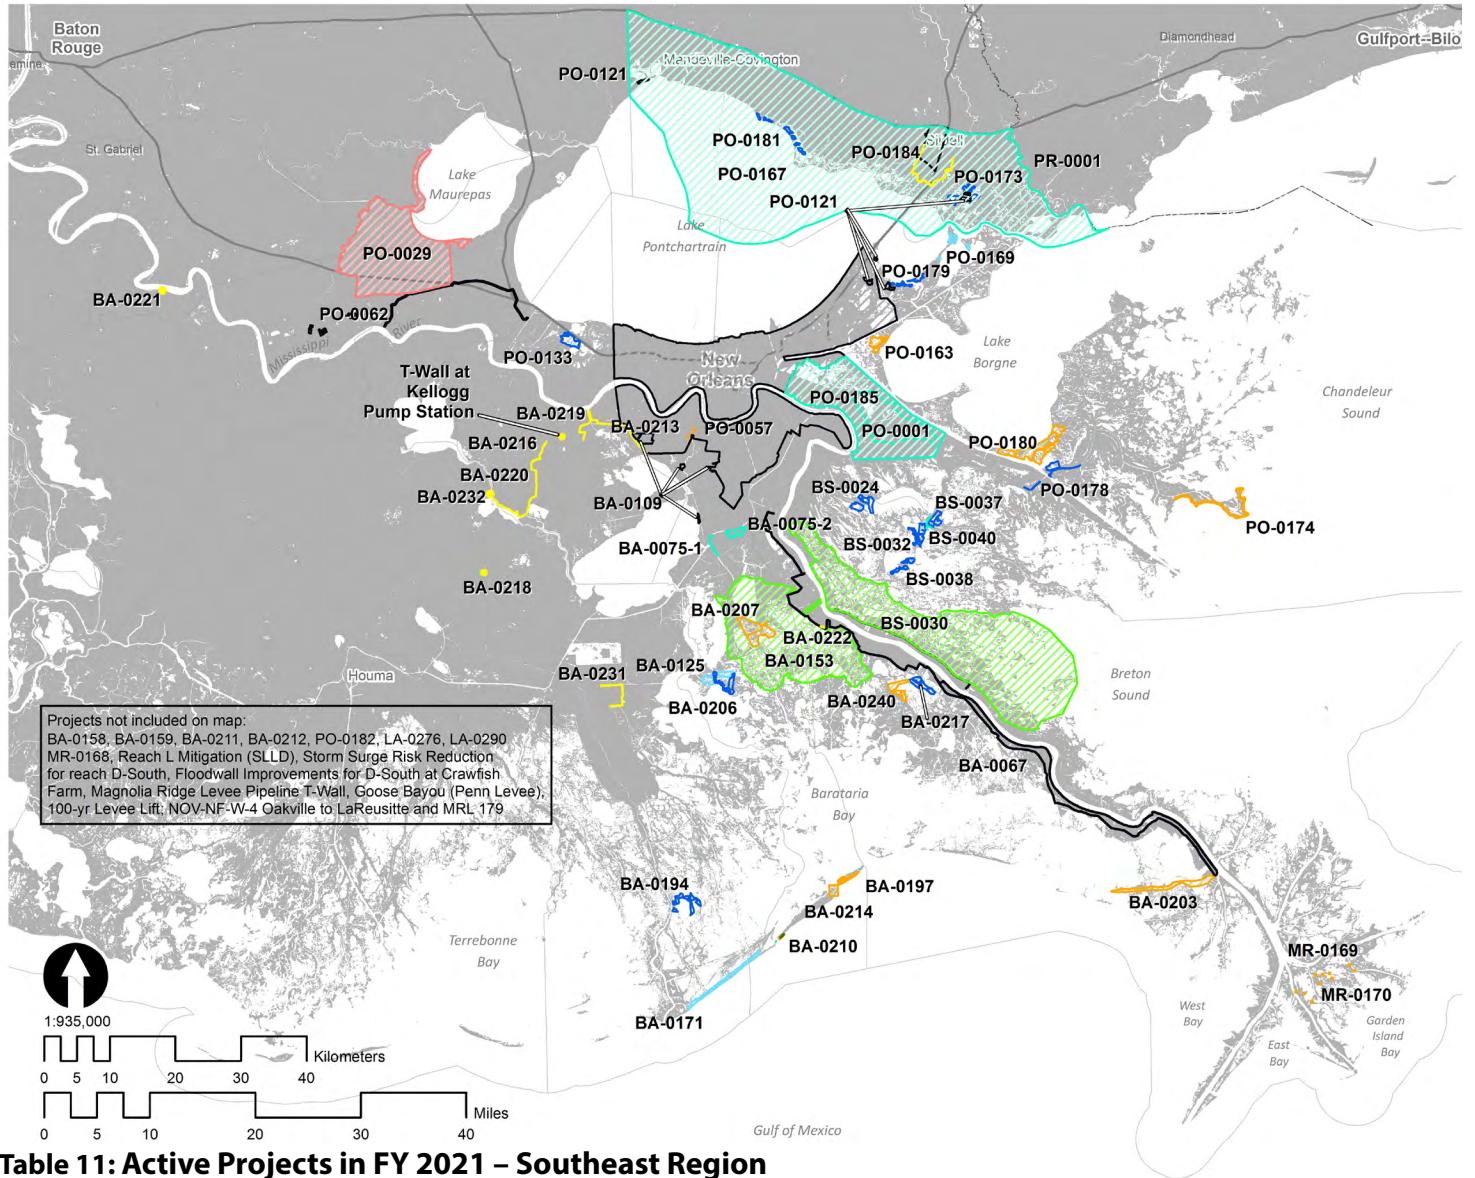 Baton
Rouge
Diamondhead
Gulfport-Bilo
emine
Mandeville-Covington
PO-0121
St. Gabriel
PO-0181
PO-0184
Slidell
PR-0001
Lake
Maurepas
PO-0167
PO-0173
PO-0121
Lake
Pontchartrain
PO-0029
PO-0169
PO-0179
BA-0221
PO-0062
River
Mississippi
PO-0133
PO-0163
Lake
Borgne
New
Orleans
T-Wall at
Kellogg
Pump Station
PO-0185
Chandeleur
Sound
BA-0219
BA-0213
PO-0057
PO-0001
BA-0216
PO-0180
BA-0220
BA-0232
BA-0109
BS-0024
PO-0178
BS-0037
PO-0174
BA-0075-2
BS-0032
BS-0040
BA-0075-1
BS-0038
BA-0218
BA-0207
BA-0222
BS-0030
BA-0153
BA-0231
BA-0125
Houma
Breton
Sound
BA-0206
BA-0240
BA-0217
Projects not included on map:
BA-0158, BA-0159, BA-0211, BA-0212, PO-0182, LA-0276, LA-0290
MR-0168, Reach L Mitigation (SLLD), Storm Surge Risk Reduction
for reach D-South, Floodwall Improvements for D-South at Crawfish
Farm, Magnolia Ridge Levee Pipeline T-Wall, Goose Bayou (Penn Levee),
100-yr Levee Lift; NOV-NF-W-4 Oakville to LaReusitte and MRL 179
BA-0067
Barataria
Bay
BA-0194
BA-0197
BA-0214
BA-0203
BA-0210
Terrebonne
Bay
MR-0169
MR-0170
West
Bay
BA-0171
Garden
Island
Bay
East
Bay
1:935,000
Kilometers
0 5 10 20 30 40
Miles
0 5 10 20 30 40
Gulf of Mexico
Table 11: Active Projects in FY 2021 – Southeast Region